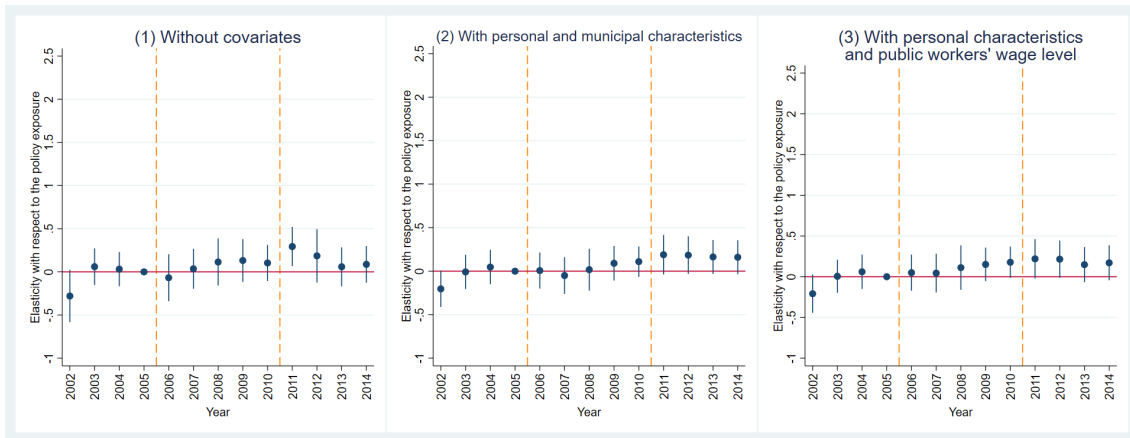 (1) Without covariates
Elasticity with respect to the policy exposure
2.5
2
1.5
1
.5
0
-.5
-1
2002 2003 2004 2005 2006 2007 2008 2009 2010 2011 2012 2013 2014
Year
(2) With personal and municipal characteristics
Elasticity with respect to the policy exposure
2.5
2
1.5
1
.5
0
-.5
-1
2002 2003 2004 2005 2006 2007 2008 2009 2010 2011 2012 2013 2014
Year
(3) With personal characteristics
and public workers' wage level
Elasticity with respect to the policy exposure
2.5
2
1.5
1
.5
0
-.5
-1
2002 2003 2004 2005 2006 2007 2008 2009 2010 2011 2012 2013 2014
Year